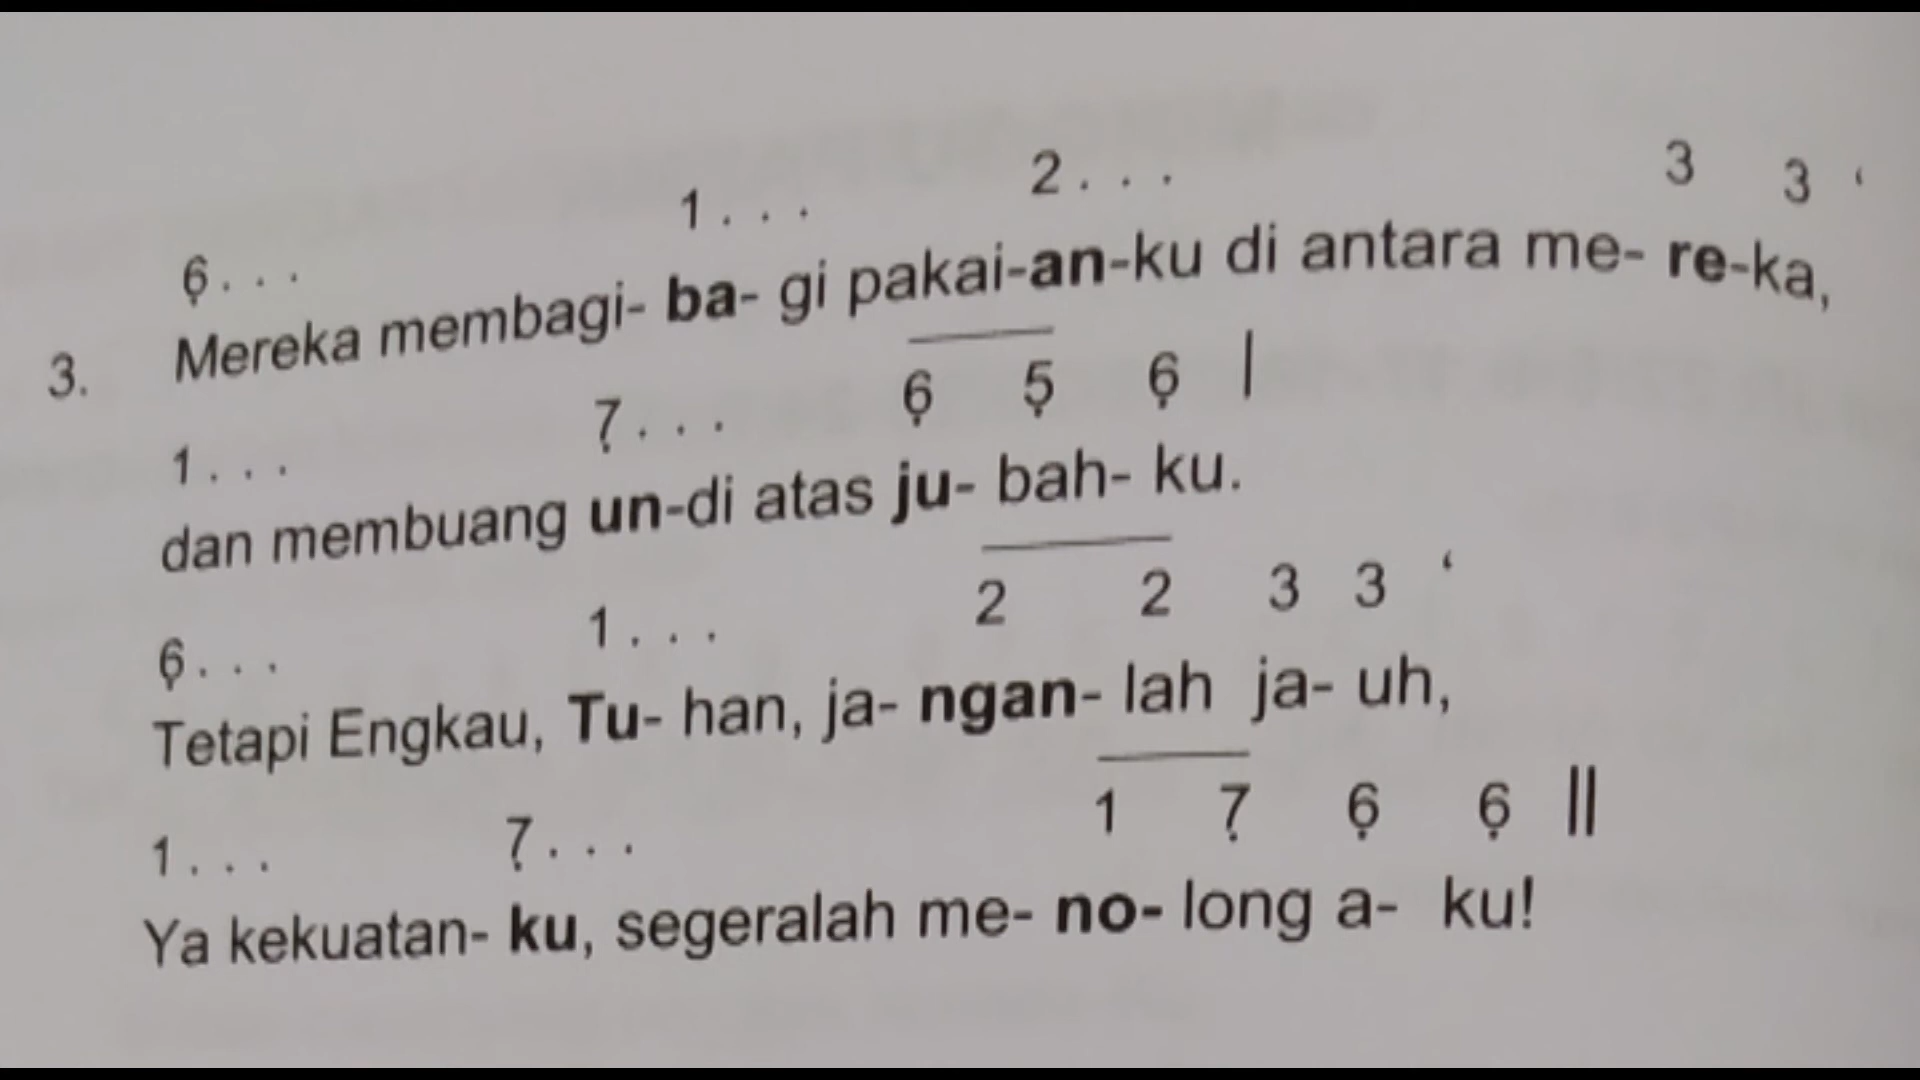 6̣ . . . 1 . . . 2 . . . 3 3 ‘
3. Mereka membagi- ba- gi pakai-an-ku di antara me- re-ka,
1 . . . 7̣ . . . 6̣ 5̣ 6̣ |
dan membuang un-di atas ju- bah- ku.
6̣ . . . 1 . . . 2 2 3 3 ‘
Tetapi Engkau, Tu- han, ja- ngan- lah ja- uh,
1 . . . 7̣ . . . 1 7̣ 6̣ 6̣ ||
Ya kekuatan- ku, segeralah me- no- long a- ku!